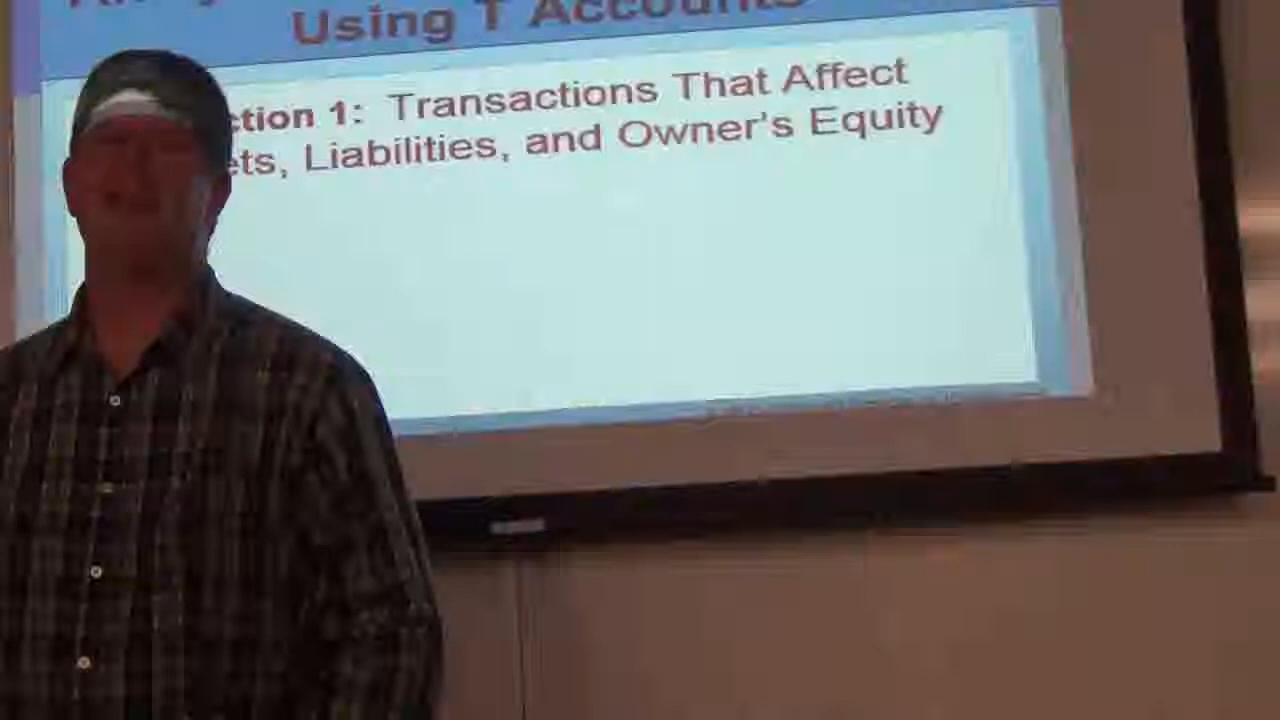 Using T Accounts
ction 1: Transactions That Affect
ets, Liabilities, and Owner's Equity